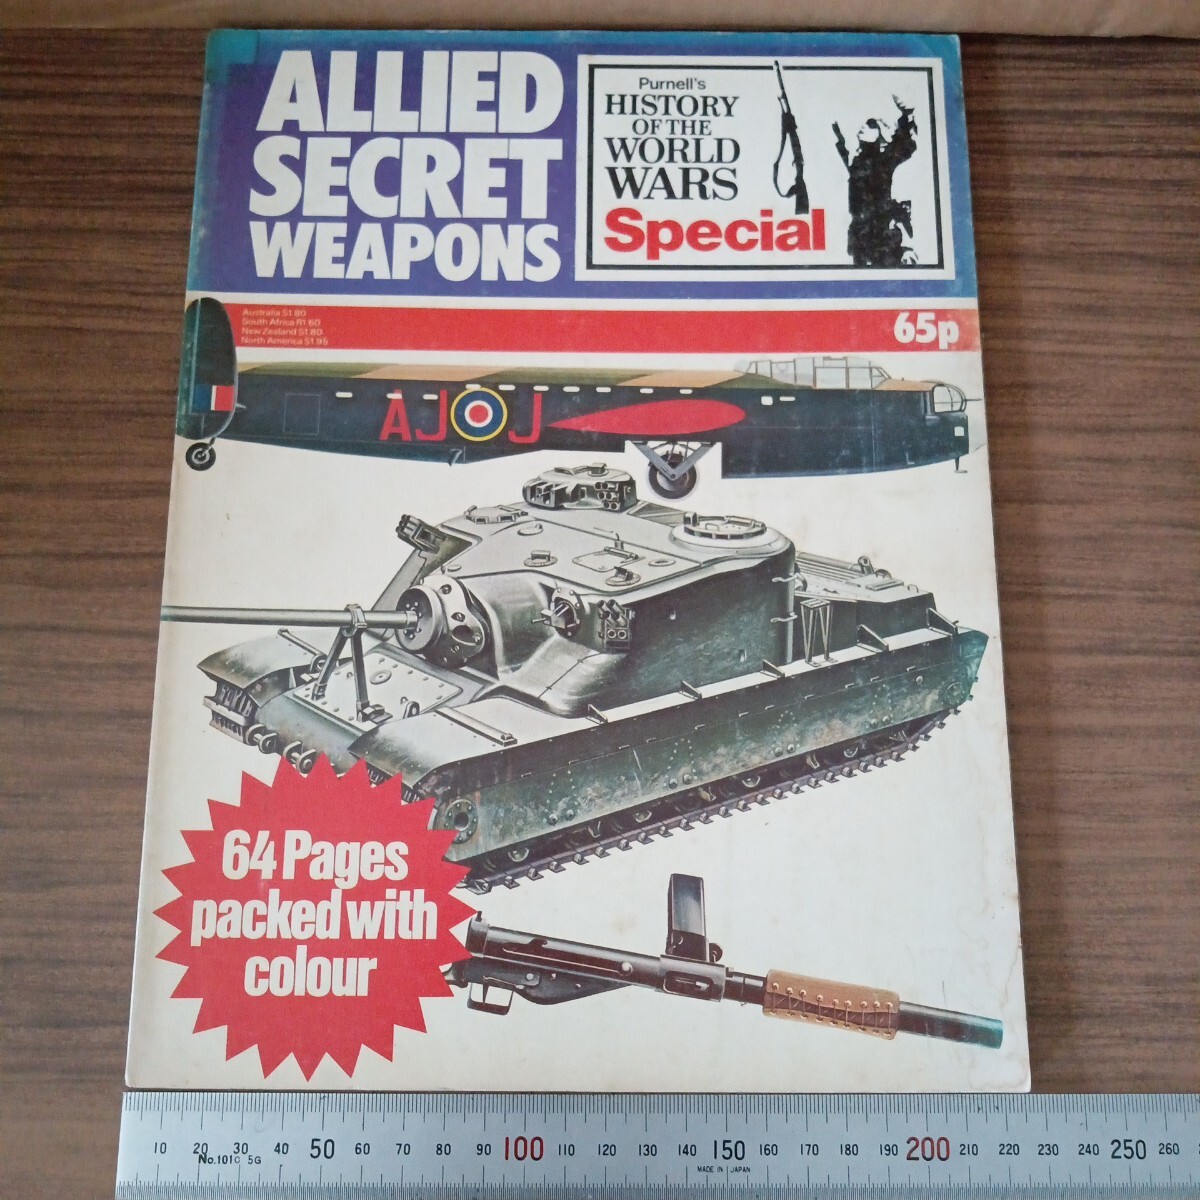 ALLIED
SECRET
WEAPONS
Purnell's
HISTORY
OF THE
WORLD
WARS
Special
Australia $1.80
South Africa R1.60
New Zealand $1.80
North America $1.95
65p
AJ J
64 Pages
packed with
colour
10 20 30 40 50 60 70 80 90 100 110 120 130 140 150 160 170 180 190 200 210 220 230 240 250 260
No.101C 5G
MADE IN JAPAN